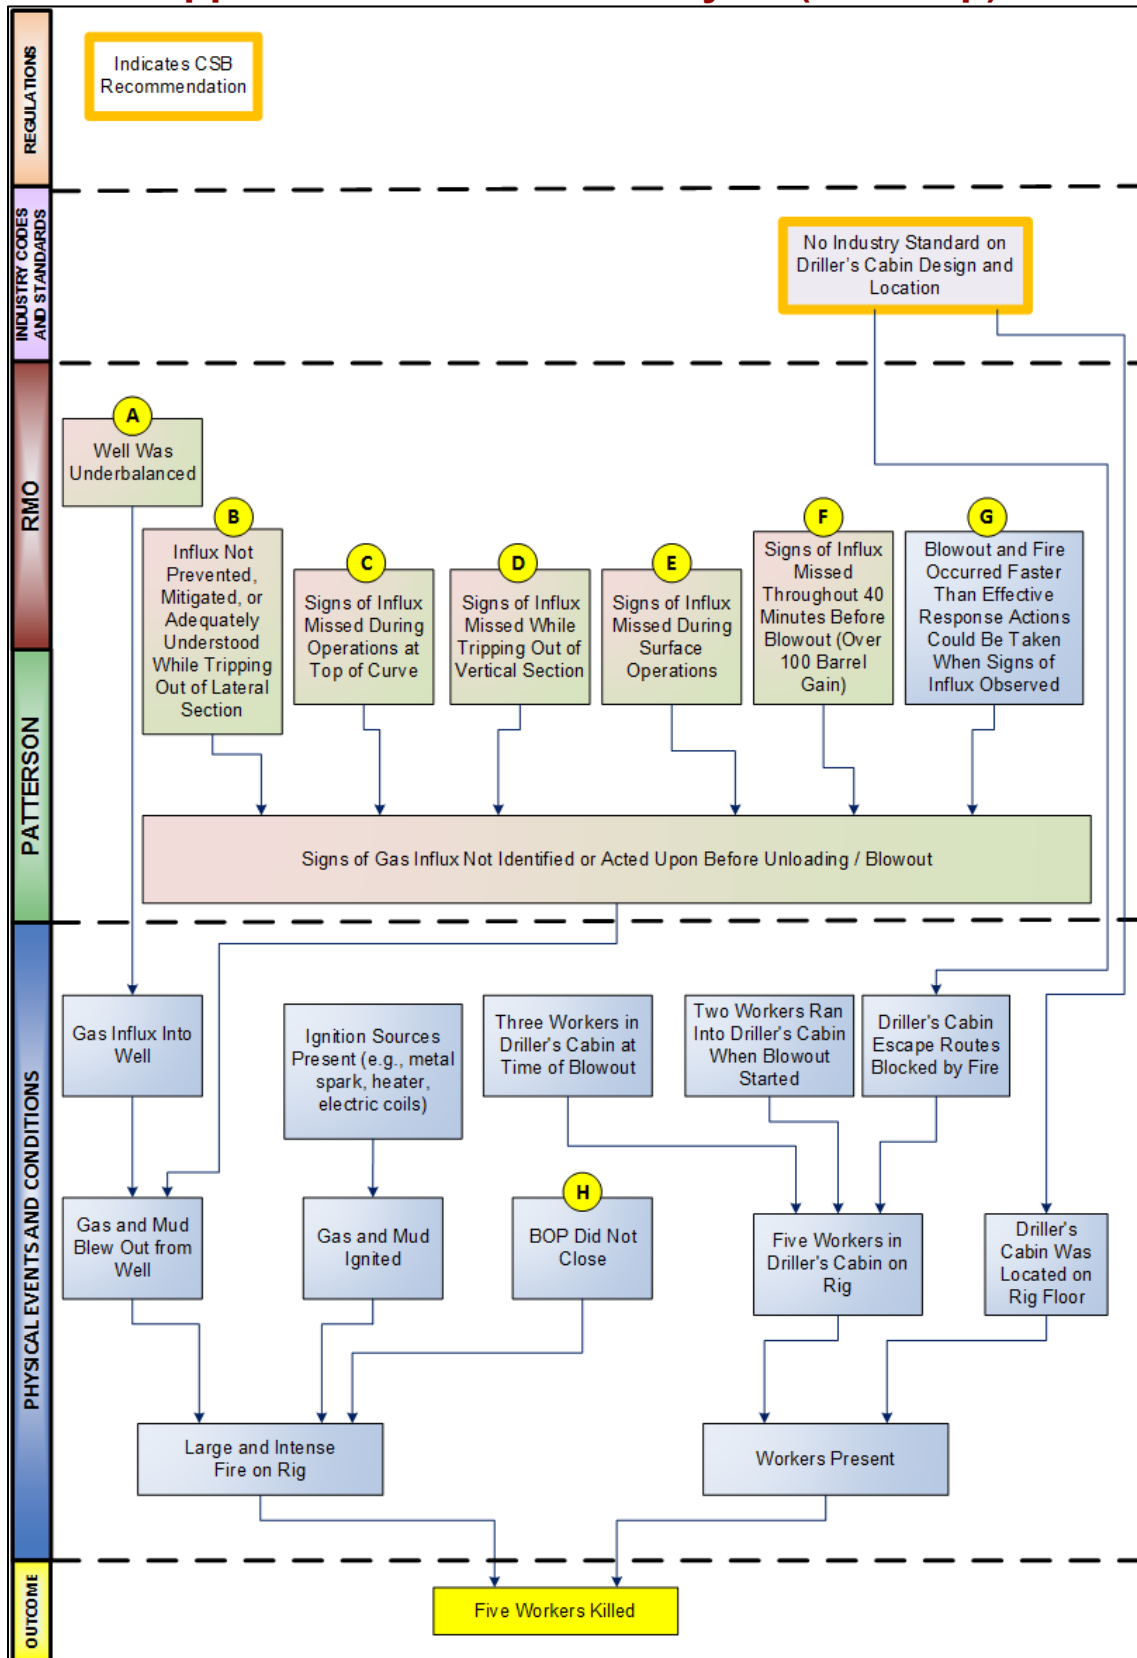 REGULATIONS
Indicates CSB
Recommendation
INDUSTRY CODES
AND STANDARDS
No Industry Standard on
Driller's Cabin Design and
Location
RMO
A
Well Was
Underbalanced
B
Influx Not
Prevented,
Mitigated, or
Adequately
Understood
While Tripping
Out of Lateral
Section
C
Signs of Influx
Missed During
Operations at
Top of Curve
D
Signs of Influx
Missed While
Tripping Out of
Vertical Section
E
Signs of Influx
Missed During
Surface
Operations
F
Signs of Influx
Missed
Throughout 40
Minutes Before
Blowout (Over
100 Barrel
Gain)
G
Blowout and Fire
Occurred Faster
Than Effective
Response Actions
Could Be Taken
When Signs of
Influx Observed
PATTERSON
Signs of Gas Influx Not Identified or Acted Upon Before Unloading / Blowout
PHYSICAL EVENTS AND CONDITIONS
Gas Influx Into
Well
Ignition Sources
Present (e.g., metal
spark, heater,
electric coils)
Three Workers in
Driller's Cabin at
Time of Blowout
Two Workers Ran
Into Driller's Cabin
When Blowout
Started
Driller's Cabin
Escape Routes
Blocked by Fire
Gas and Mud
Blew Out from
Well
Gas and Mud
Ignited
H
BOP Did Not
Close
Five Workers in
Driller's Cabin on
Rig
Driller's
Cabin Was
Located on
Rig Floor
Large and Intense
Fire on Rig
Workers Present
OUTCOME
Five Workers Killed